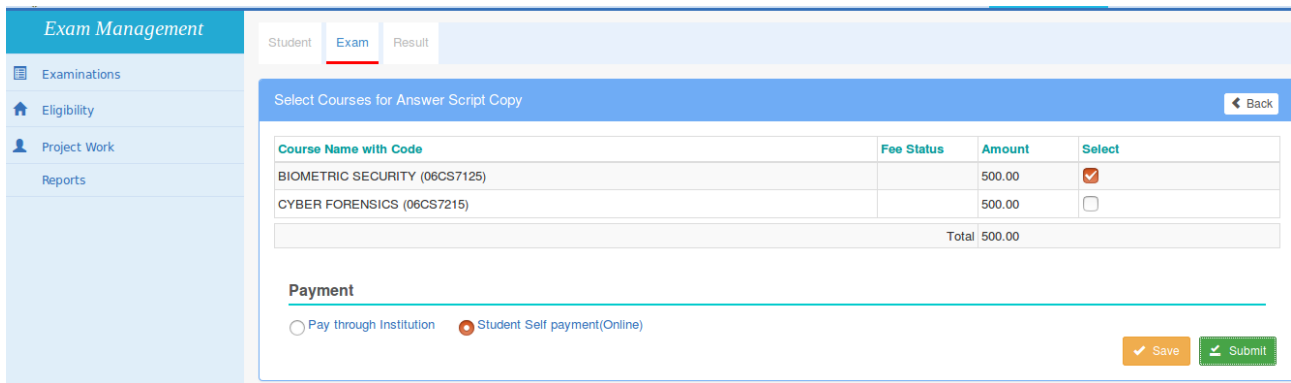 Exam Management
Student Exam Result
Examinations
Eligibility
Project Work
Reports
Select Courses for Answer Script Copy Back
Course Name with Code Fee Status Amount Select
BIOMETRIC SECURITY (06CS7125) 500.00
CYBER FORENSICS (06CS7215) 500.00
Total 500.00
Payment
Pay through Institution Student Self payment(Online)
Save Submit